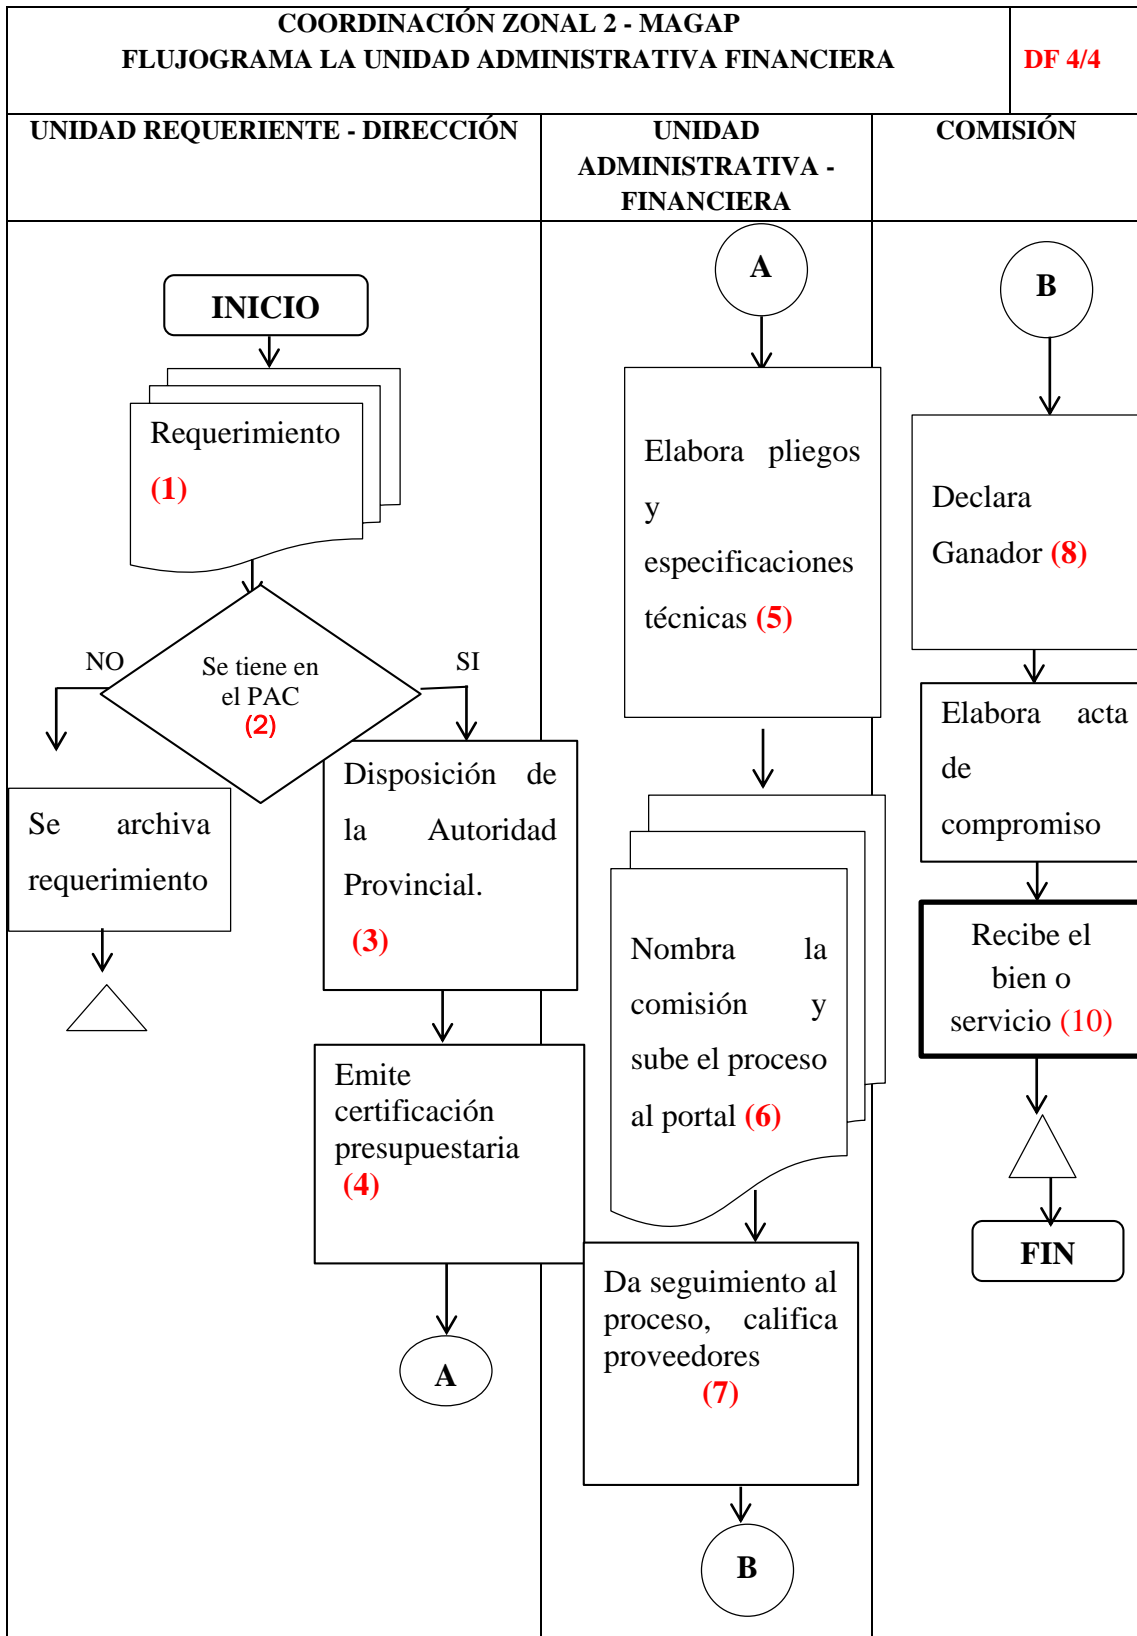 COORDINACIÓN ZONAL 2 - MAGAP
FLUJOGRAMA LA UNIDAD ADMINISTRATIVA FINANCIERA
DF 4/4
UNIDAD REQUERIENTE - DIRECCIÓN
UNIDAD
ADMINISTRATIVA -
FINANCIERA
COMISIÓN
INICIO
Requerimiento
(1)
NO
Se tiene en
el PAC
(2)
SI
Se archiva
requerimiento
Disposición de
la Autoridad
Provincial.
(3)
Emite
certificación
presupuestaria
(4)
A
A
Elabora pliegos
y
especificaciones
técnicas (5)
Nombra la
comisión y
sube el proceso
al portal (6)
Da seguimiento al
proceso, califica
proveedores
(7)
B
B
Declara
Ganador (8)
Elabora acta
de
compromiso
Recibe el
bien o
servicio (10)
FIN